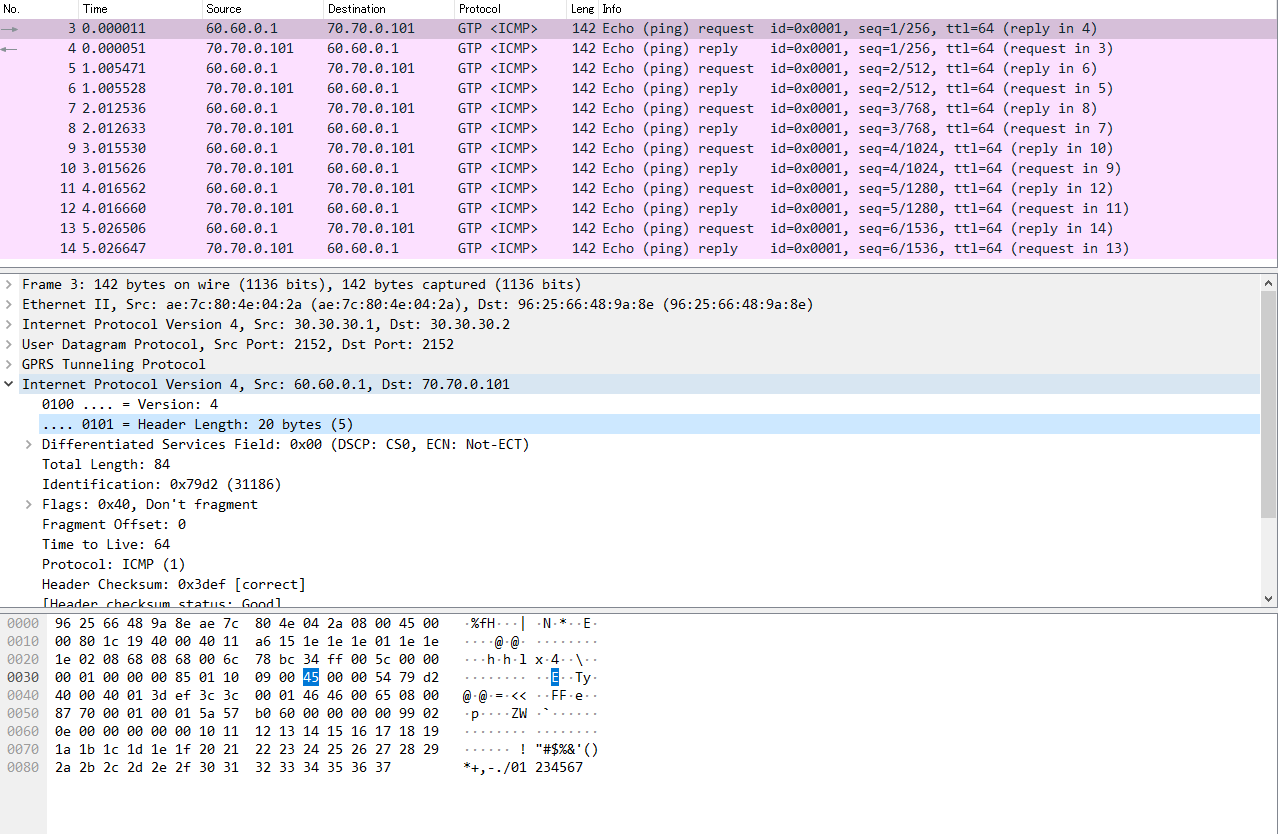 No. Time Source Destination Protocol Leng Info
3 0.000011 60.60.0.1 70.70.0.101 GTP <ICMP> 142 Echo (ping) request id=0x0001, seq=1/256, ttl=64 (reply in 4)
4 0.000051 70.70.0.101 60.60.0.1 GTP <ICMP> 142 Echo (ping) reply id=0x0001, seq=1/256, ttl=64 (request in 3)
5 1.005471 60.60.0.1 70.70.0.101 GTP <ICMP> 142 Echo (ping) request id=0x0001, seq=2/512, ttl=64 (reply in 6)
6 1.005528 70.70.0.101 60.60.0.1 GTP <ICMP> 142 Echo (ping) reply id=0x0001, seq=2/512, ttl=64 (request in 5)
7 2.012536 60.60.0.1 70.70.0.101 GTP <ICMP> 142 Echo (ping) request id=0x0001, seq=3/768, ttl=64 (reply in 8)
8 2.012633 70.70.0.101 60.60.0.1 GTP <ICMP> 142 Echo (ping) reply id=0x0001, seq=3/768, ttl=64 (request in 7)
9 3.015530 60.60.0.1 70.70.0.101 GTP <ICMP> 142 Echo (ping) request id=0x0001, seq=4/1024, ttl=64 (reply in 10)
10 3.015626 70.70.0.101 60.60.0.1 GTP <ICMP> 142 Echo (ping) reply id=0x0001, seq=4/1024, ttl=64 (request in 9)
11 4.016562 60.60.0.1 70.70.0.101 GTP <ICMP> 142 Echo (ping) request id=0x0001, seq=5/1280, ttl=64 (reply in 12)
12 4.016660 70.70.0.101 60.60.0.1 GTP <ICMP> 142 Echo (ping) reply id=0x0001, seq=5/1280, ttl=64 (request in 11)
13 5.026506 60.60.0.1 70.70.0.101 GTP <ICMP> 142 Echo (ping) request id=0x0001, seq=6/1536, ttl=64 (reply in 14)
14 5.026647 70.70.0.101 60.60.0.1 GTP <ICMP> 142 Echo (ping) reply id=0x0001, seq=6/1536, ttl=64 (request in 13)
Frame 3: 142 bytes on wire (1136 bits), 142 bytes captured (1136 bits)
Ethernet II, Src: ae:7c:80:4e:04:2a (ae:7c:80:4e:04:2a), Dst: 96:25:66:48:9a:8e (96:25:66:48:9a:8e)
Internet Protocol Version 4, Src: 30.30.30.1, Dst: 30.30.30.2
User Datagram Protocol, Src Port: 2152, Dst Port: 2152
GPRS Tunneling Protocol
Internet Protocol Version 4, Src: 60.60.0.1, Dst: 70.70.0.101
0100 .... = Version: 4
.... 0101 = Header Length: 20 bytes (5)
Differentiated Services Field: 0x00 (DSCP: CS0, ECN: Not-ECT)
Total Length: 84
Identification: 0x79d2 (31186)
Flags: 0x40, Don't fragment
Fragment Offset: 0
Time to Live: 64
Protocol: ICMP (1)
Header Checksum: 0x3def [correct]
[Header checksum status: Good]
0000 96 25 66 48 9a 8e ae 7c 80 4e 04 2a 08 00 45 00 ·%fH···| ·N·*··E·
0010 00 80 1c 19 40 00 40 11 a6 15 1e 1e 1e 01 1e 1e ····@·@· ········
0020 1e 02 08 68 08 68 00 6c 78 bc 34 ff 00 5c 00 00 ···h·h·l x·4··\··
0030 00 01 00 00 00 85 01 10 09 00 45 00 00 54 79 d2 ········ ··E··Ty·
0040 40 00 40 01 3d ef 3c 3c 00 01 46 46 00 65 08 00 @·@·=·<< ··FF·e··
0050 87 70 00 01 00 01 5a 57 b0 60 00 00 00 00 99 02 ·p····ZW ·`······
0060 0e 00 00 00 00 00 10 11 12 13 14 15 16 17 18 19 ········ ········
0070 1a 1b 1c 1d 1e 1f 20 21 22 23 24 25 26 27 28 29 ······ ! "#$%&'()
0080 2a 2b 2c 2d 2e 2f 30 31 32 33 34 35 36 37 *+,-./01 234567